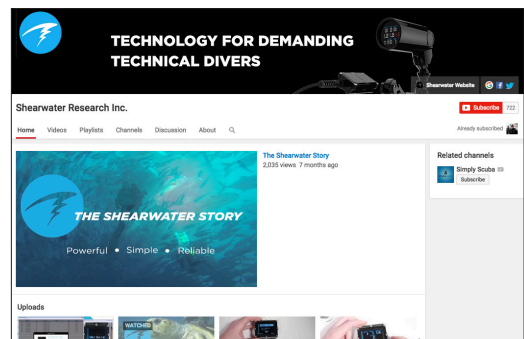 TECHNOLOGY FOR DEMANDING
TECHNICAL DIVERS
Shearwater Website
Shearwater Research Inc.
Subscribe 722
Home Videos Playlists Channels Discussion About
Already subscribed
The Shearwater Story
2,035 views 7 months ago
Related channels
Simply Scuba
Subscribe
THE SHEARWATER STORY
Powerful • Simple • Reliable
Uploads
WATCHED